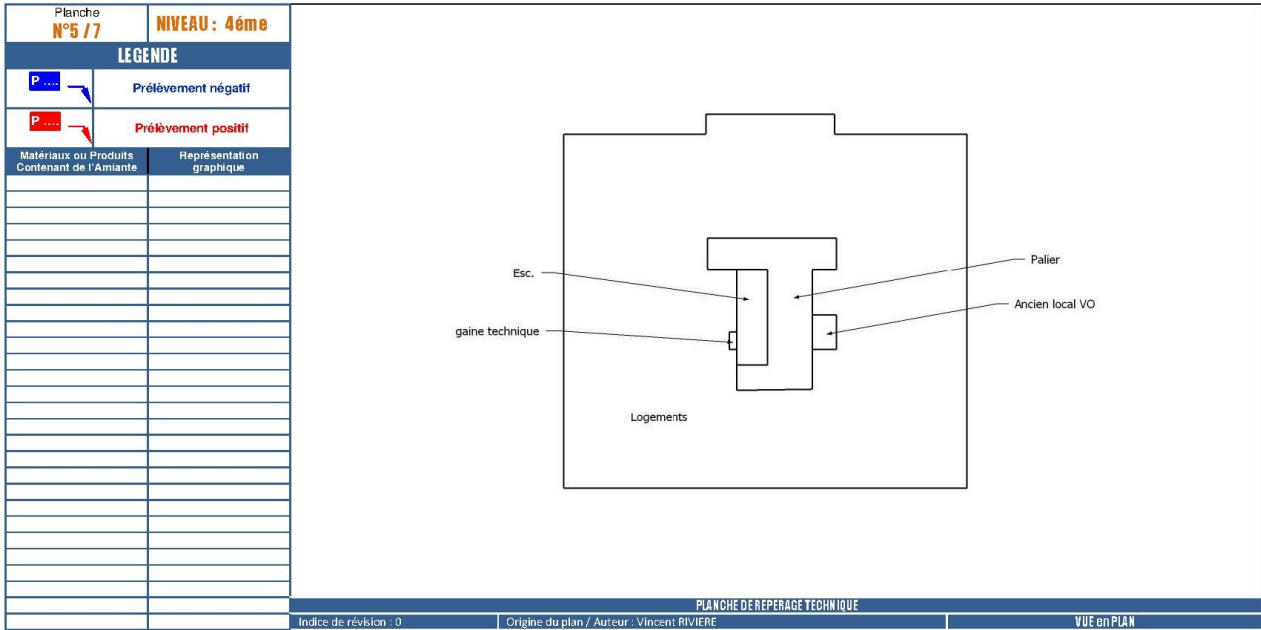 Planche
N°5 / 7
NIVEAU : 4éme
LEGENDE
P ....
Prélèvement négatif
P ....
Prélèvement positif
Matériaux ou Produits
Contenant de l'Amiante
Représentation
graphique
Esc.
Palier
Ancien local VO
gaine technique
Logements
PLANCHE DE REPERAGE TECHNIQUE
Indice de révision : 0
Origine du plan / Auteur : Vincent RIVIERE
VUE en PLAN